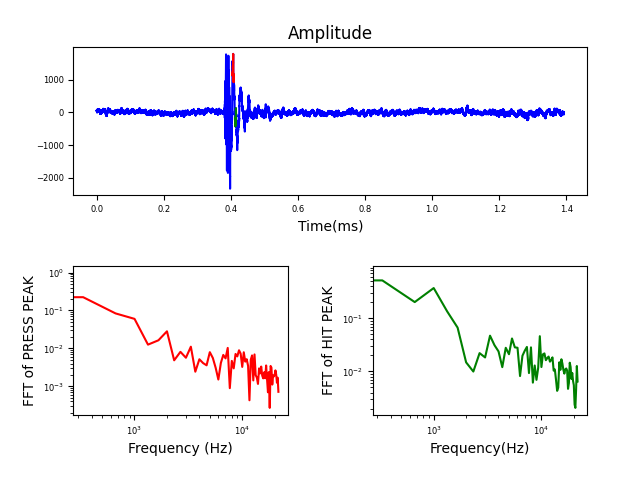 Amplitude
1000
0
−1000
−2000
0.0 0.2 0.4 0.6 0.8 1.0 1.2 1.4
Time(ms)
FFT of PRESS PEAK
10⁰
10⁻¹
10⁻²
10⁻³
10³ 10⁴
Frequency (Hz)
FFT of HIT PEAK
10⁻¹
10⁻²
10³ 10⁴
Frequency(Hz)